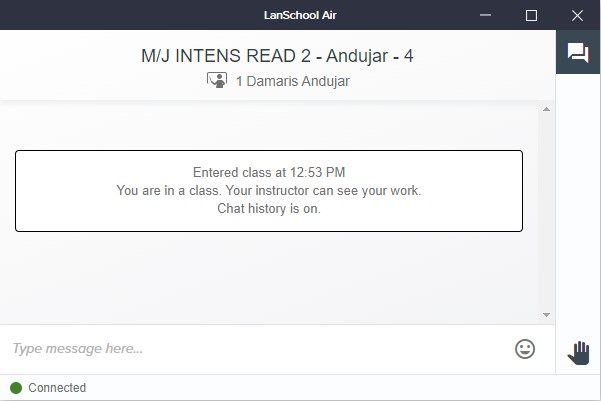 LanSchool Air
M/J INTENS READ 2 - Andujar - 4
1 Damaris Andujar
Entered class at 12:53 PM
You are in a class. Your instructor can see your work.
Chat history is on.
Type message here...
Connected